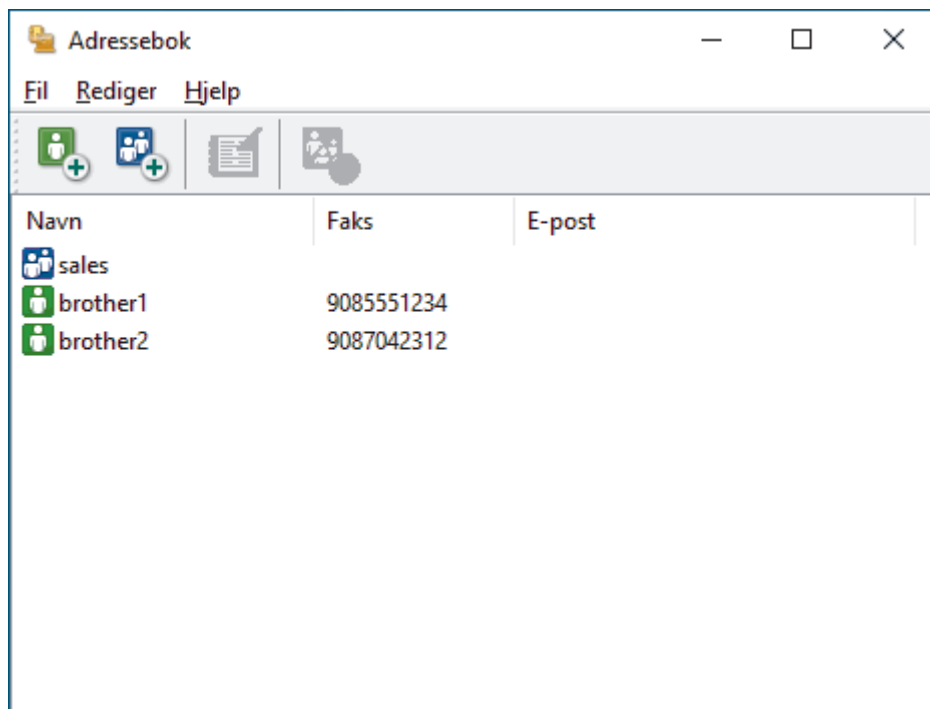 Adressebok
Fil Rediger Hjelp
Navn Faks E-post
sales
brother1 9085551234
brother2 9087042312